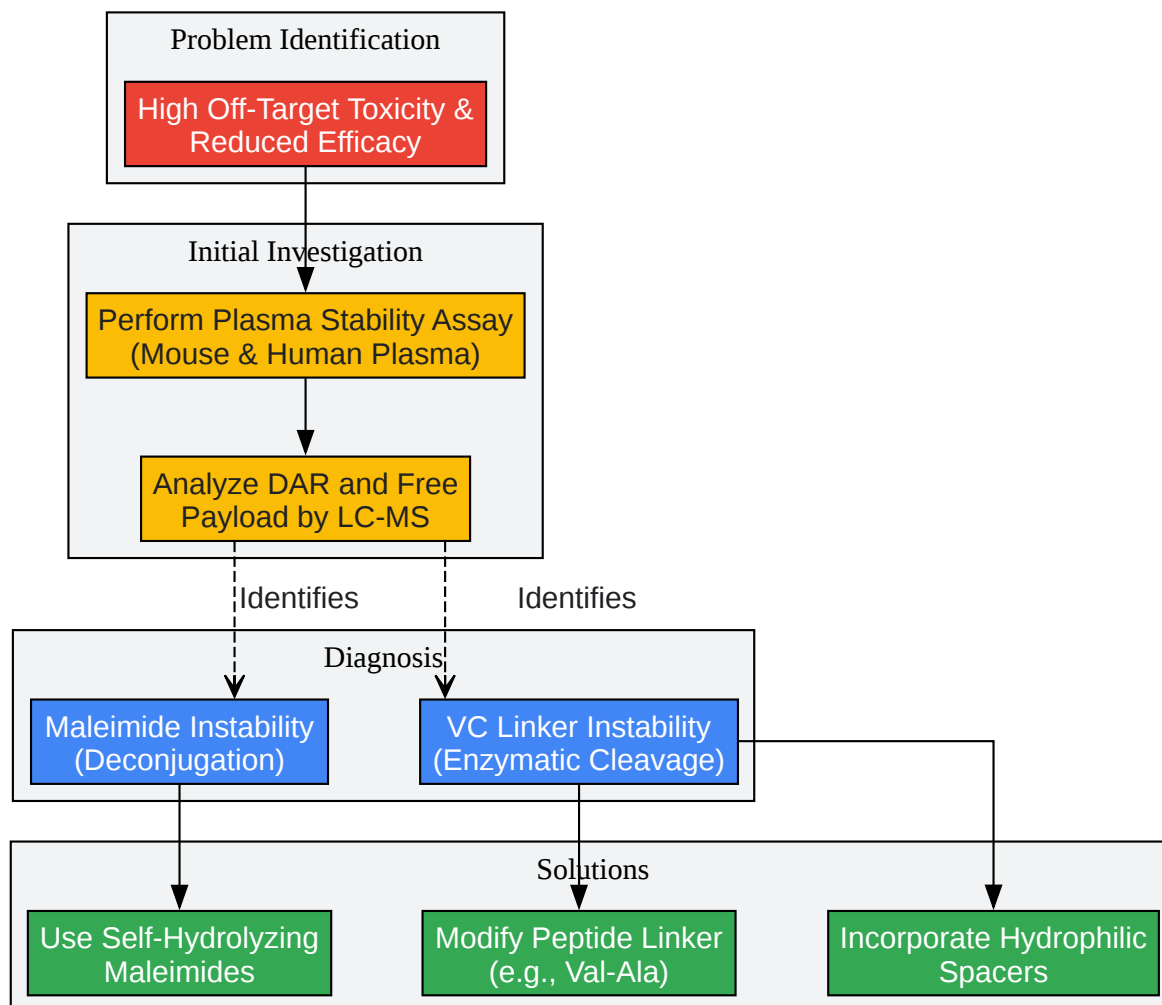 Problem Identification
High Off-Target Toxicity &
Reduced Efficacy
Initial Investigation
Perform Plasma Stability Assay
(Mouse & Human Plasma)
Analyze DAR and Free
Payload by LC-MS
Identifies
Identifies
Diagnosis
Maleimide Instability
(Deconjugation)
VC Linker Instability
(Enzymatic Cleavage)
Solutions
Use Self-Hydrolyzing
Maleimides
Modify Peptide Linker
(e.g., Val-Ala)
Incorporate Hydrophilic
Spacers